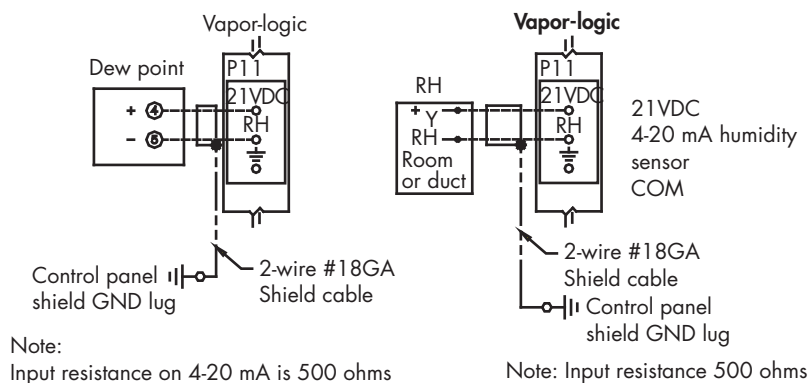 Vapor-logic
Dew point
P11
21VDC
+ 4
RH
− 5
Control panel
shield GND lug
2-wire #18GA
Shield cable
Note:
Input resistance on 4-20 mA is 500 ohms
Vapor-logic
P11
RH
21VDC
+ Y
RH
RH
Room
or duct
21VDC
4-20 mA humidity
sensor
COM
2-wire #18GA
Shield cable
Control panel
shield GND lug
Note: Input resistance 500 ohms